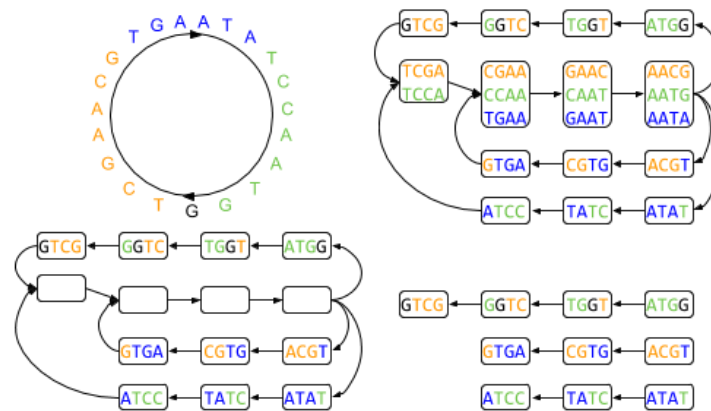 TGAATATCCAATGGTCGAACG
GTCG GGTC TGGT ATGG
TCGA CGAA GAAC AACG
TCCA CCAA CAAT AATG
TGAA GAAT AATA
GTGA CGTG ACGT
ATCC TATC ATAT
GTCG GGTC TGGT ATGG
GTGA CGTG ACGT
ATCC TATC ATAT
GTCG GGTC TGGT ATGG
GTGA CGTG ACGT
ATCC TATC ATAT